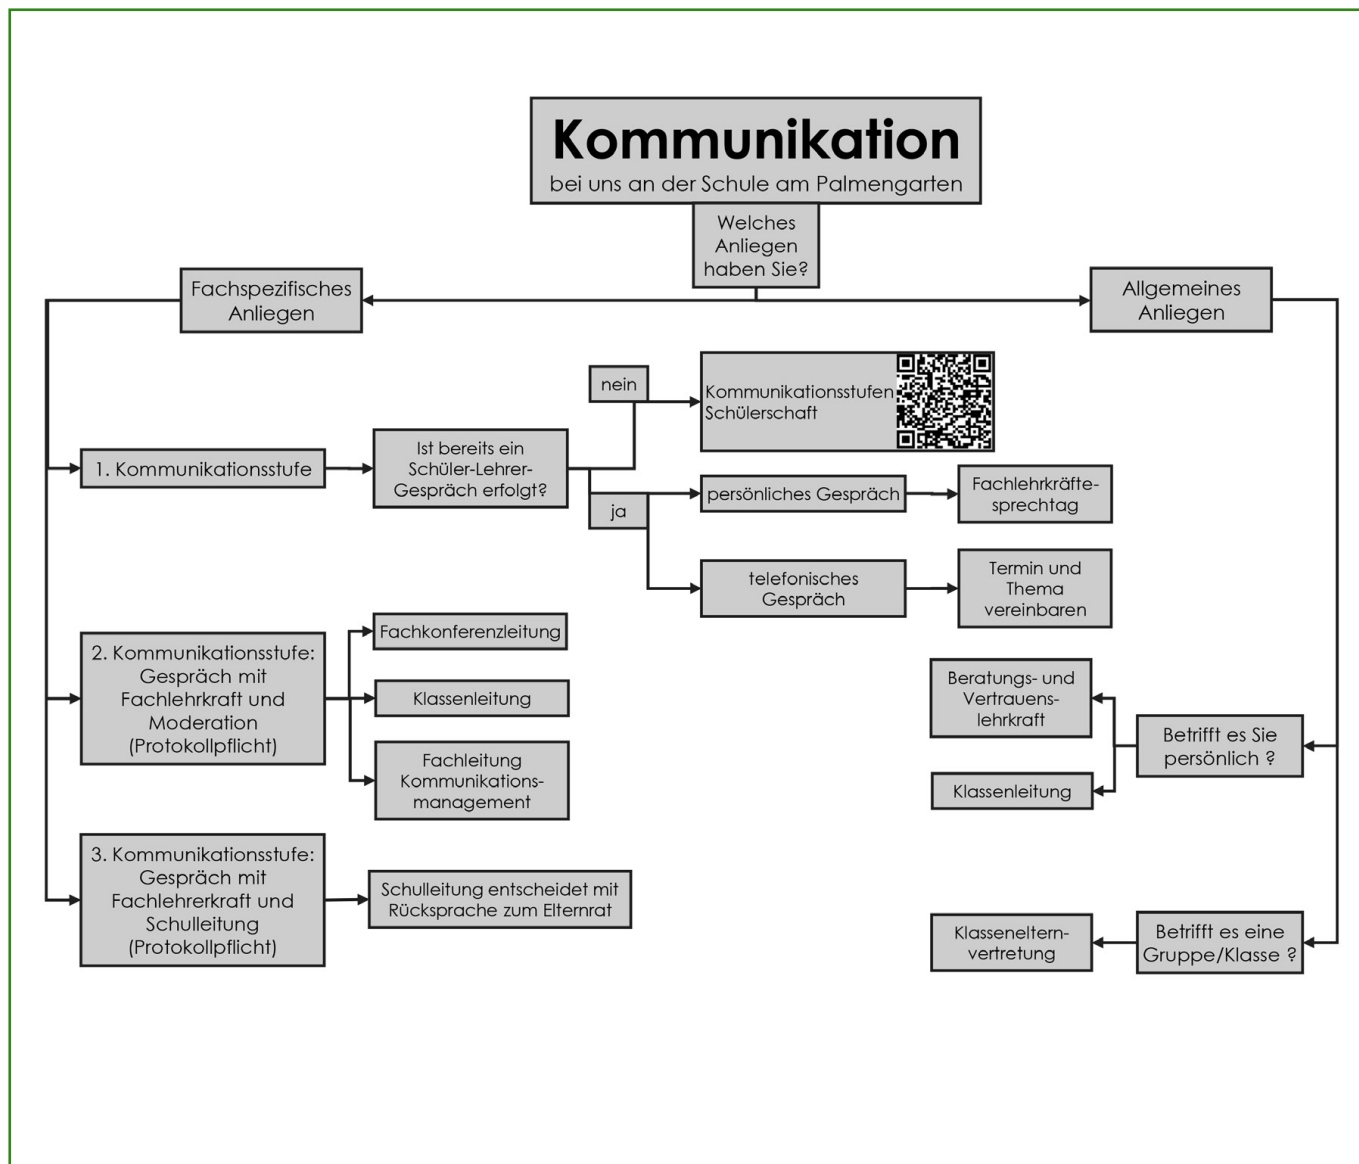 Kommunikation
bei uns an der Schule am Palmengarten
Welches
Anliegen
haben Sie?
Fachspezifisches
Anliegen
Allgemeines
Anliegen
1. Kommunikationsstufe
Ist bereits ein
Schüler-Lehrer-
Gespräch erfolgt?
nein
Kommunikationsstufen
Schülerschaft
ja
persönliches Gespräch
Fachlehrkräfte-
sprechtag
telefonisches
Gespräch
Termin und
Thema
vereinbaren
2. Kommunikationsstufe:
Gespräch mit
Fachlehrkraft und
Moderation
(Protokollpflicht)
Fachkonferenzleitung
Klassenleitung
Fachleitung
Kommunikations-
management
3. Kommunikationsstufe:
Gespräch mit
Fachlehrerkraft und
Schulleitung
(Protokollpflicht)
Schulleitung entscheidet mit
Rücksprache zum Elternrat
Betrifft es Sie
persönlich ?
Beratungs- und
Vertrauens-
lehrkraft
Klassenleitung
Betrifft es eine
Gruppe/Klasse ?
Klasseneltern-
vertretung